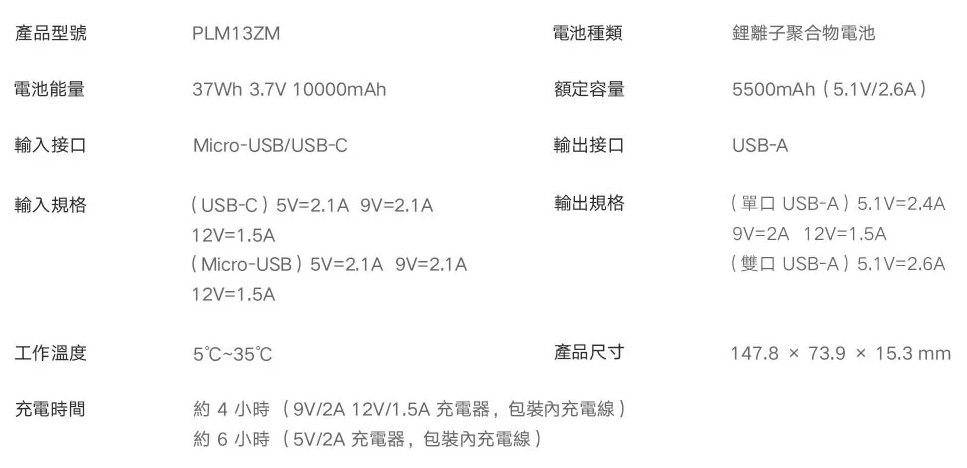 產品型號 PLM13ZM 電池種類 鋰離子聚合物電池
電池能量 37Wh 3.7V 10000mAh 額定容量 5500mAh（5.1V/2.6A）
輸入接口 Micro-USB/USB-C 輸出接口 USB-A
輸入規格 （USB-C）5V=2.1A 9V=2.1A 輸出規格 （單口 USB-A）5.1V=2.4A
12V=1.5A 9V=2A 12V=1.5A
（Micro-USB）5V=2.1A 9V=2.1A （雙口 USB-A）5.1V=2.6A
12V=1.5A
工作溫度 5℃~35℃ 產品尺寸 147.8 × 73.9 × 15.3 mm
充電時間 約 4 小時（9V/2A 12V/1.5A 充電器，包裝內充電線）
約 6 小時（5V/2A 充電器，包裝內充電線）